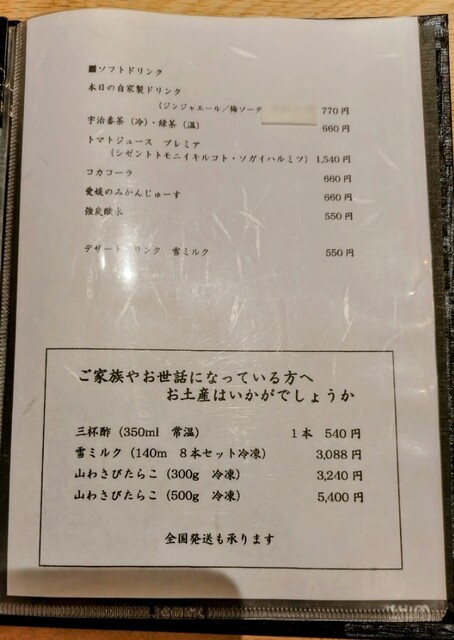 ■ソフトドリンク
本日の自家製ドリンク
(ジンジャエール/梅ソーダ 770円
宇治番茶(冷)・緑茶(温) 660円
トマトジュース プレミア
(シゼントトモニイキルコト・ソガイハルミツ) 1,540円
コカコーラ 660円
愛媛のみかんじゅーす 660円
強炭酸水 550円
デザートドリンク 雪ミルク 550円
ご家族やお世話になっている方へ
お土産はいかがでしょうか
三杯酢(350ml 常温) 1本 540円
雪ミルク(140m 8本セット冷凍) 3,088円
山わさびたらこ(300g 冷凍) 3,240円
山わさびたらこ(500g 冷凍) 5,400円
全国発送も承ります